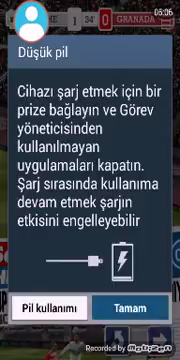 05:06
1 34' 0 GRANADA
Düşük pil
Cihazı şarj etmek için bir
prize bağlayın ve Görev
yöneticisinden
kullanılmayan
uygulamaları kapatın.
Şarj sırasında kullanıma
devam etmek şarjın
etkisini engelleyebilir
Pil kullanımı Tamam
Recorded by Mobizen